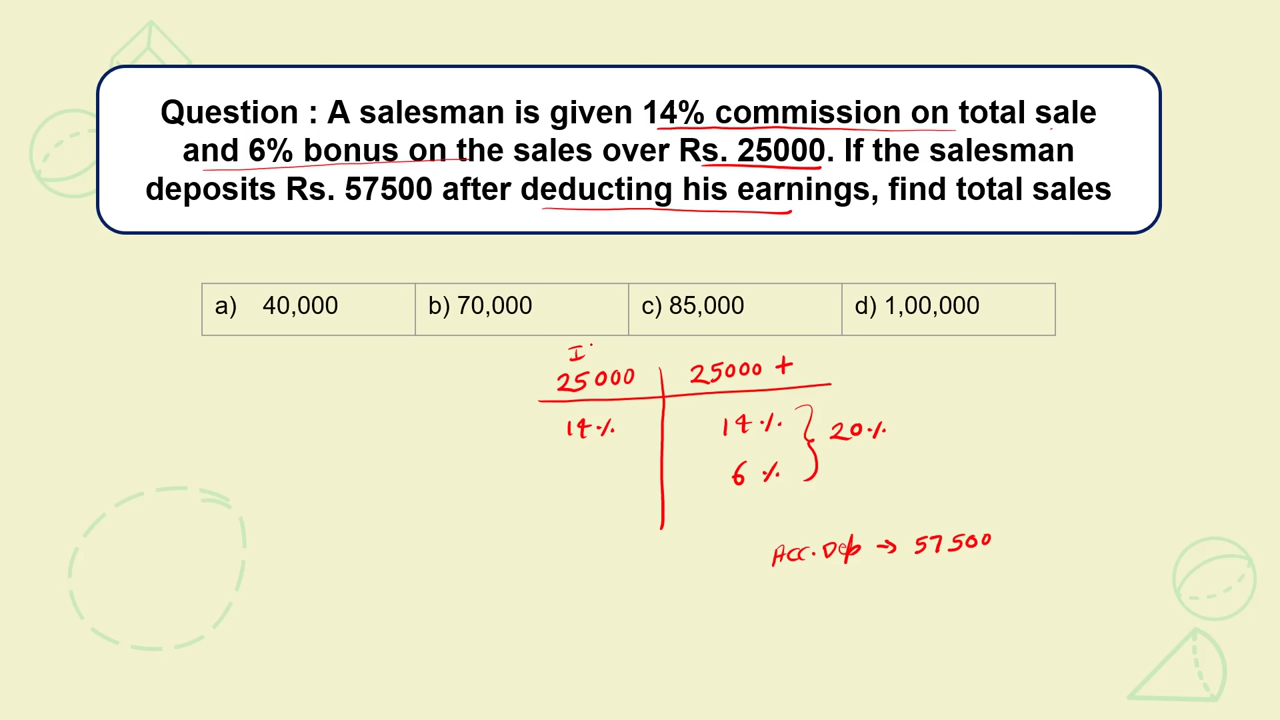 Question : A salesman is given 14% commission on total sale
and 6% bonus on the sales over Rs. 25000. If the salesman
deposits Rs. 57500 after deducting his earnings, find total sales
a) 40,000
b) 70,000
c) 85,000
d) 1,00,000
I
25000
25000 +
14%
14%
20%
6%
Acc. Dep → 57500